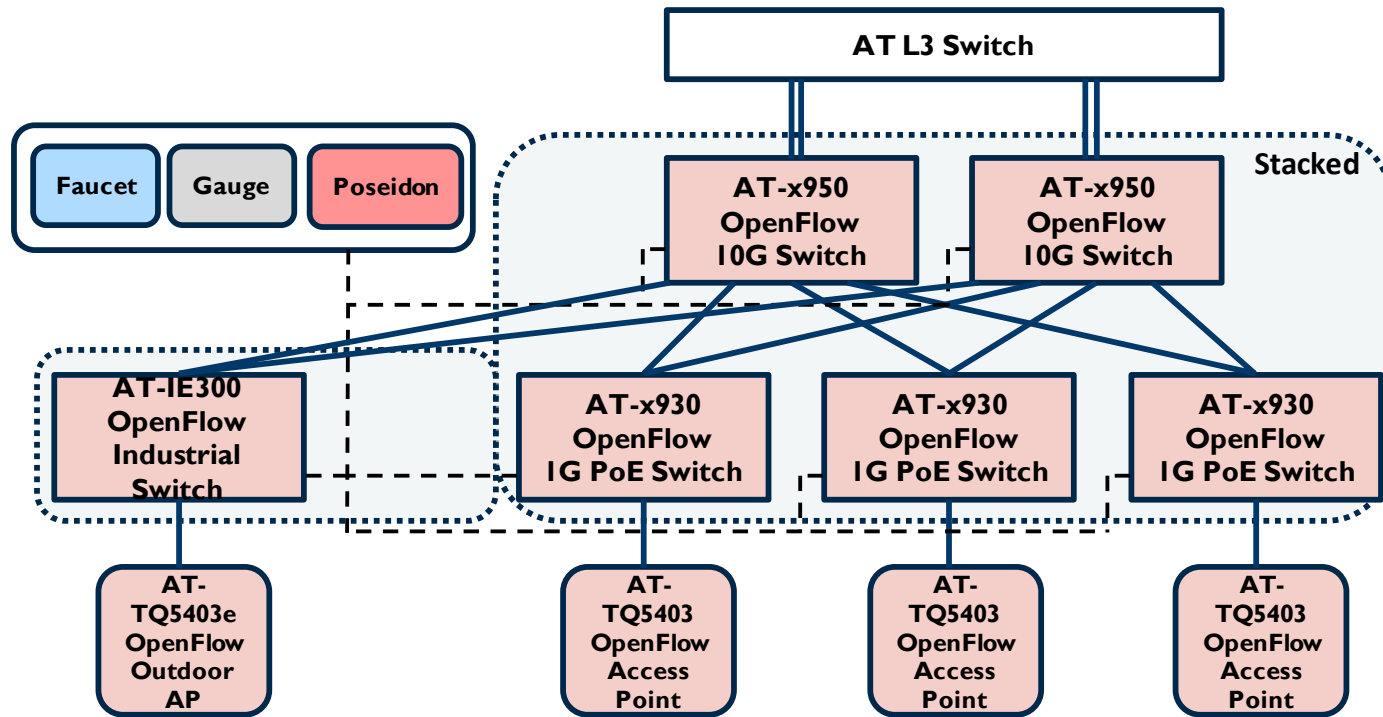 AT L3 Switch
Faucet
Gauge
Poseidon
Stacked
AT-x950
OpenFlow
10G Switch
AT-x950
OpenFlow
10G Switch
AT-IE300
OpenFlow
Industrial
Switch
AT-x930
OpenFlow
1G PoE Switch
AT-x930
OpenFlow
1G PoE Switch
AT-x930
OpenFlow
1G PoE Switch
AT-
TQ5403e
OpenFlow
Outdoor
AP
AT-
TQ5403
OpenFlow
Access
Point
AT-
TQ5403
OpenFlow
Access
Point
AT-
TQ5403
OpenFlow
Access
Point